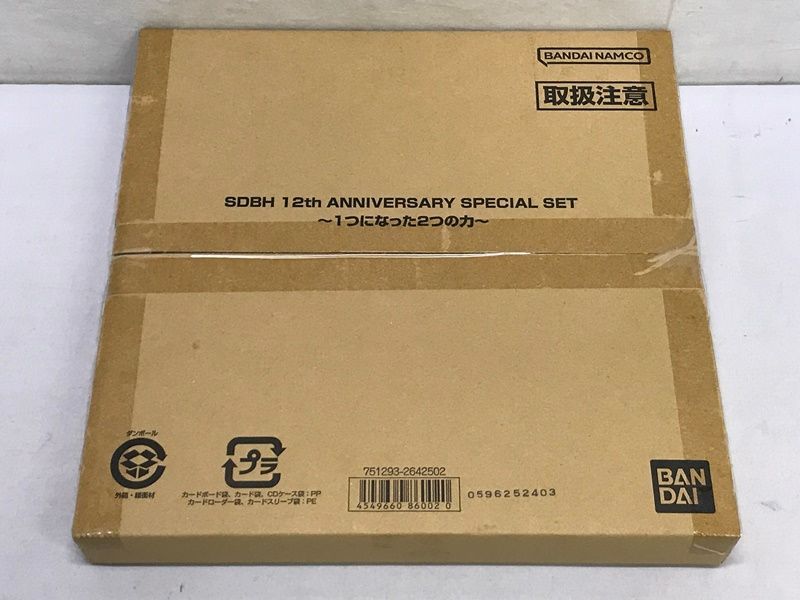 BANDAI NAMCO
取扱注意
SDBH 12th ANNIVERSARY SPECIAL SET
～1つになった2つの力～
ダンボール
外箱・緩衝材
プラ
カードボード袋、カード袋、CDケース袋：PP
カードローダー袋、カードスリーブ袋：PE
751293-2642502
4549660 86002 0
0596252403
BAN
DAI